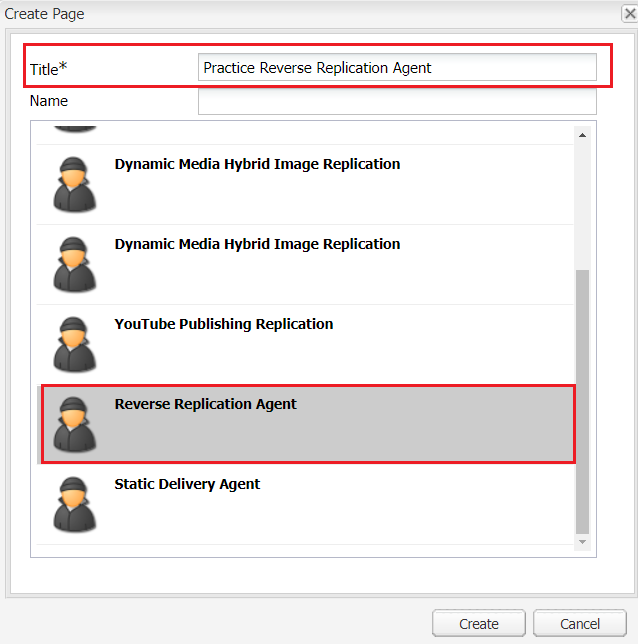 Create Page
Title*
Practice Reverse Replication Agent
Name
Dynamic Media Hybrid Image Replication
Dynamic Media Hybrid Image Replication
YouTube Publishing Replication
Reverse Replication Agent
Static Delivery Agent
Create
Cancel